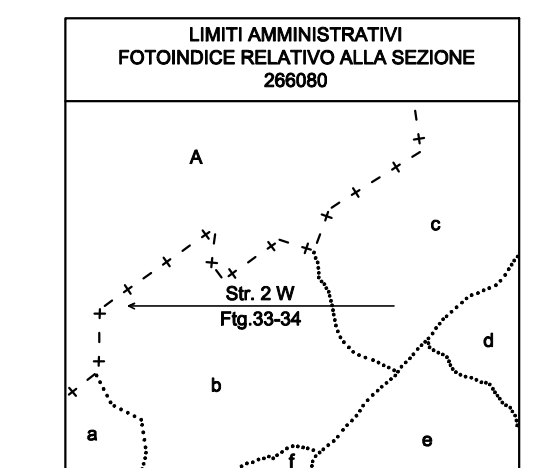 LIMITI AMMINISTRATIVI
FOTOINDICE RELATIVO ALLA SEZIONE
266080
A
c
Str. 2 W
Ftg.33-34
d
b
a
e
f